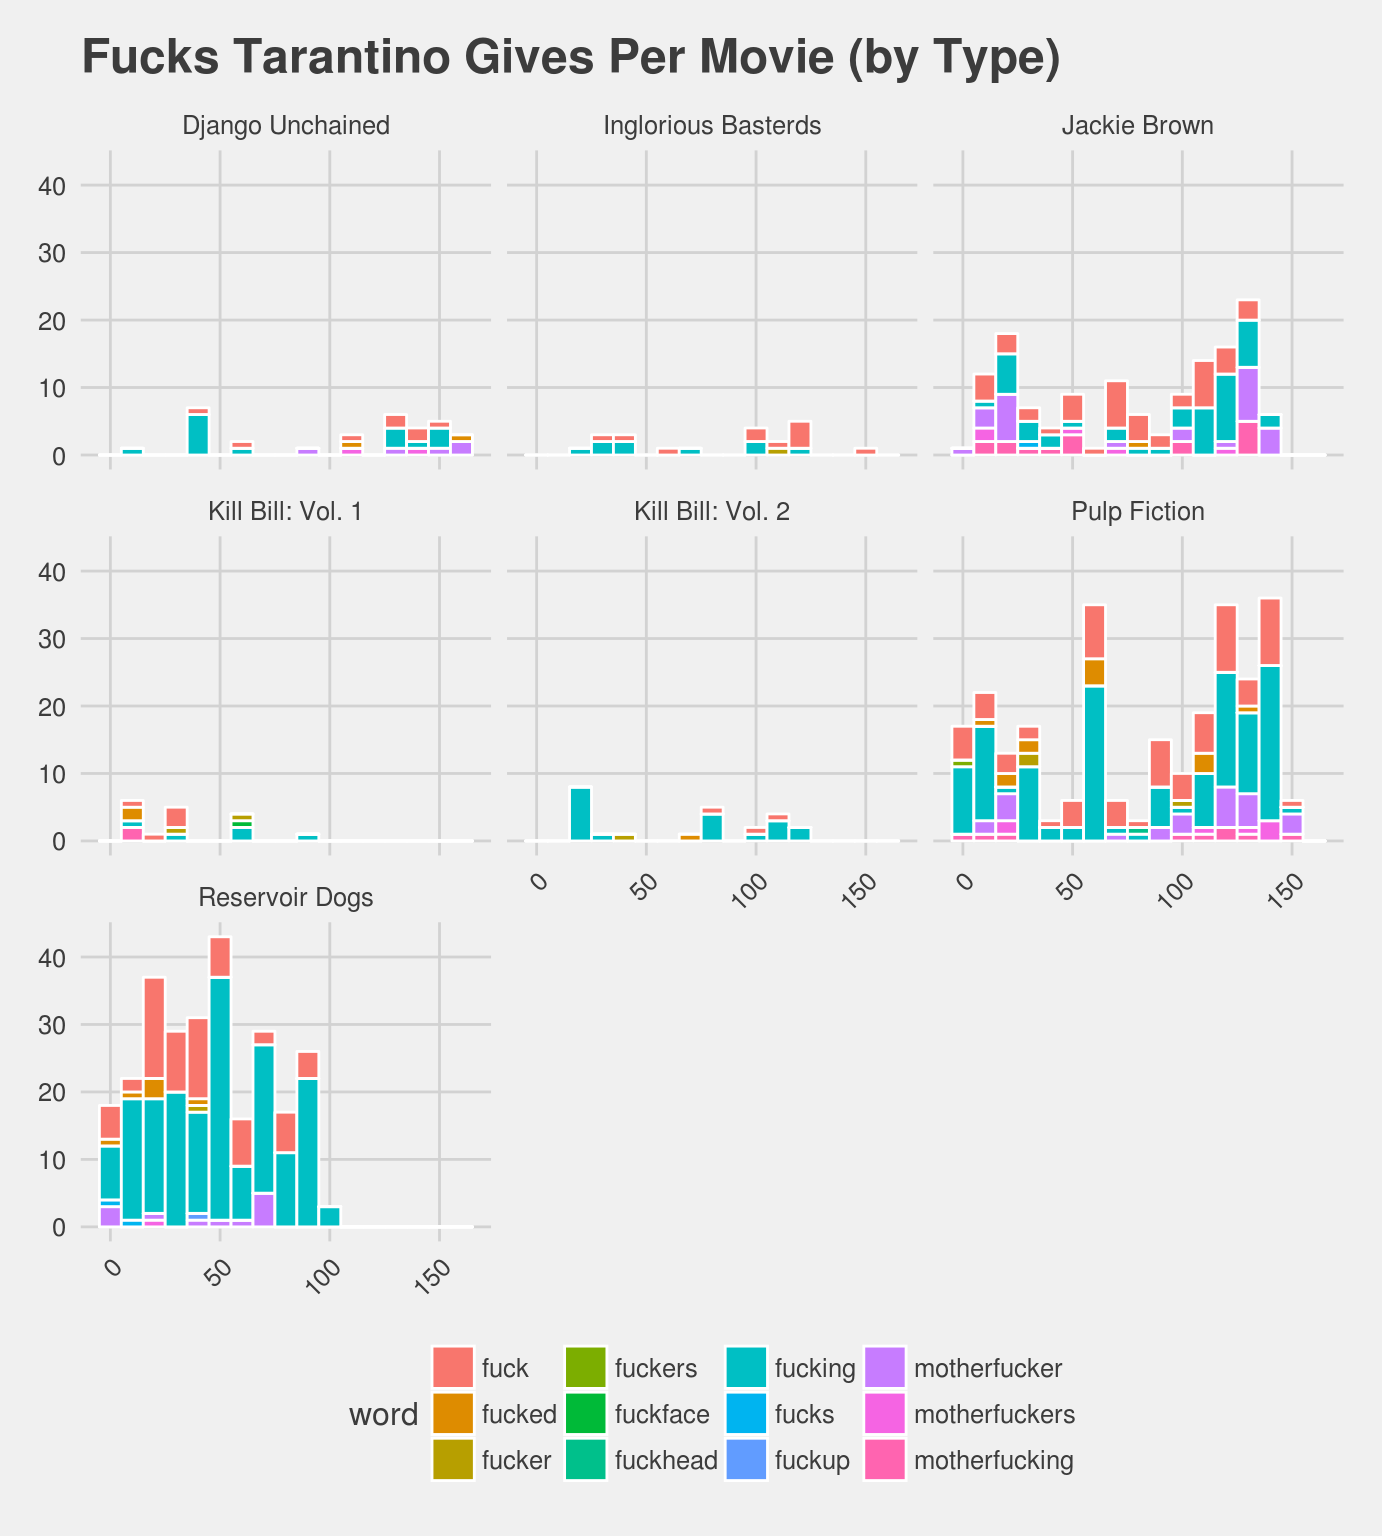 Fucks Tarantino Gives Per Movie (by Type)
Django Unchained
Inglorious Basterds
Jackie Brown
40
30
20
10
0
Kill Bill: Vol. 1
Kill Bill: Vol. 2
Pulp Fiction
40
30
20
10
0
0 50 100 150
0 50 100 150
Reservoir Dogs
40
30
20
10
0
0 50 100 150
word
fuck
fucked
fucker
fuckers
fuckface
fuckhead
fucking
fucks
fuckup
motherfucker
motherfuckers
motherfucking